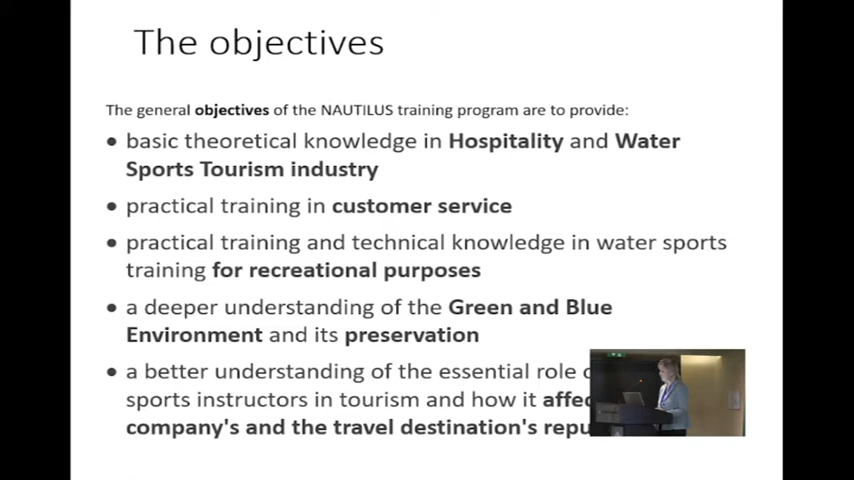 The objectives
The general objectives of the NAUTILUS training program are to provide:
• basic theoretical knowledge in Hospitality and Water
Sports Tourism industry
• practical training in customer service
• practical training and technical knowledge in water sports
training for recreational purposes
• a deeper understanding of the Green and Blue
Environment and its preservation
• a better understanding of the essential role
sports instructors in tourism and how it
company's and the travel destination's